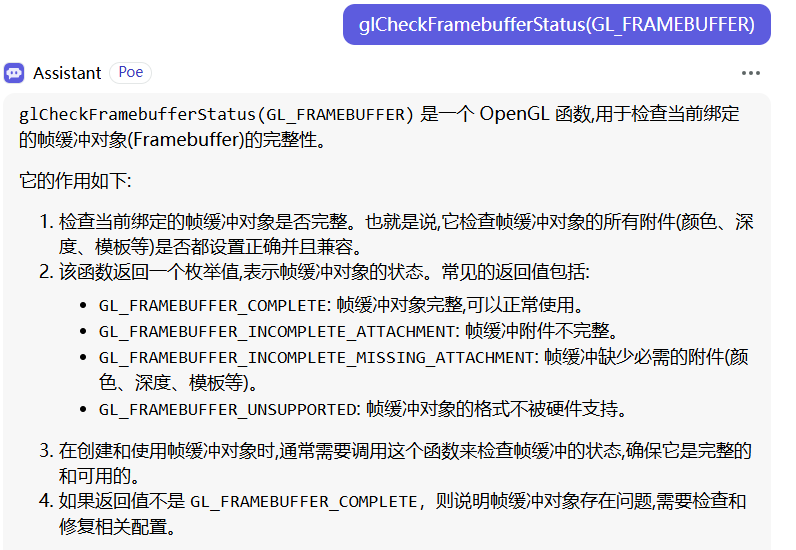 glCheckFramebufferStatus(GL_FRAMEBUFFER)
Assistant Poe
glCheckFramebufferStatus(GL_FRAMEBUFFER) 是一个 OpenGL 函数,用于检查当前绑定
的帧缓冲对象(Framebuffer)的完整性。
它的作用如下:
1. 检查当前绑定的帧缓冲对象是否完整。也就是说,它检查帧缓冲对象的所有附件(颜色、深
度、模板等)是否都设置正确并且兼容。
2. 该函数返回一个枚举值,表示帧缓冲对象的状态。常见的返回值包括:
• GL_FRAMEBUFFER_COMPLETE: 帧缓冲对象完整,可以正常使用。
• GL_FRAMEBUFFER_INCOMPLETE_ATTACHMENT: 帧缓冲附件不完整。
• GL_FRAMEBUFFER_INCOMPLETE_MISSING_ATTACHMENT: 帧缓冲缺少必需的附件(颜
色、深度、模板等)。
• GL_FRAMEBUFFER_UNSUPPORTED: 帧缓冲对象的格式不被硬件支持。
3. 在创建和使用帧缓冲对象时,通常需要调用这个函数来检查帧缓冲的状态,确保它是完整的
和可用的。
4. 如果返回值不是 GL_FRAMEBUFFER_COMPLETE，则说明帧缓冲对象存在问题,需要检查和
修复相关配置。